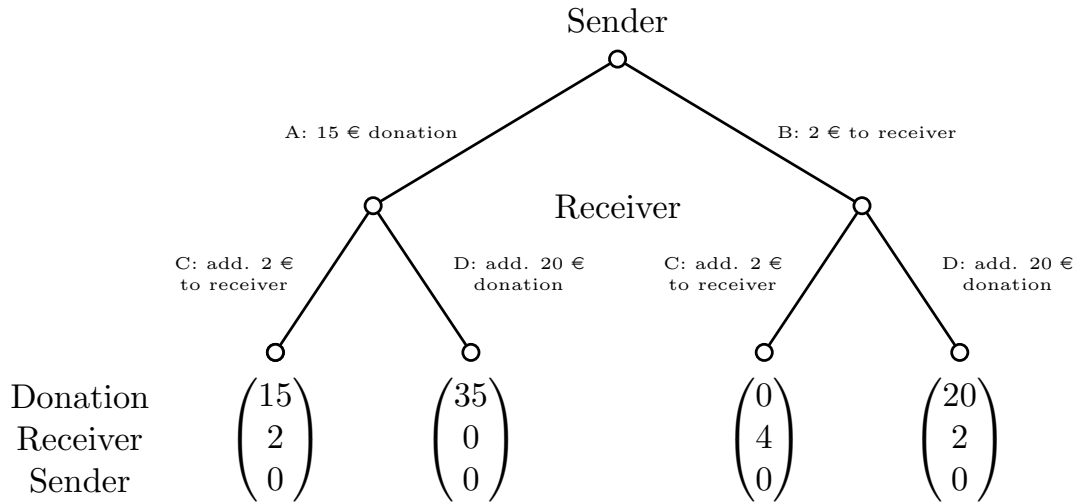 Sender
A: 15 € donation
B: 2 € to receiver
Receiver
C: add. 2 €
to receiver
D: add. 20 €
donation
C: add. 2 €
to receiver
D: add. 20 €
donation
Donation 15 35 0 20
Receiver 2 0 4 2
Sender 0 0 0 0